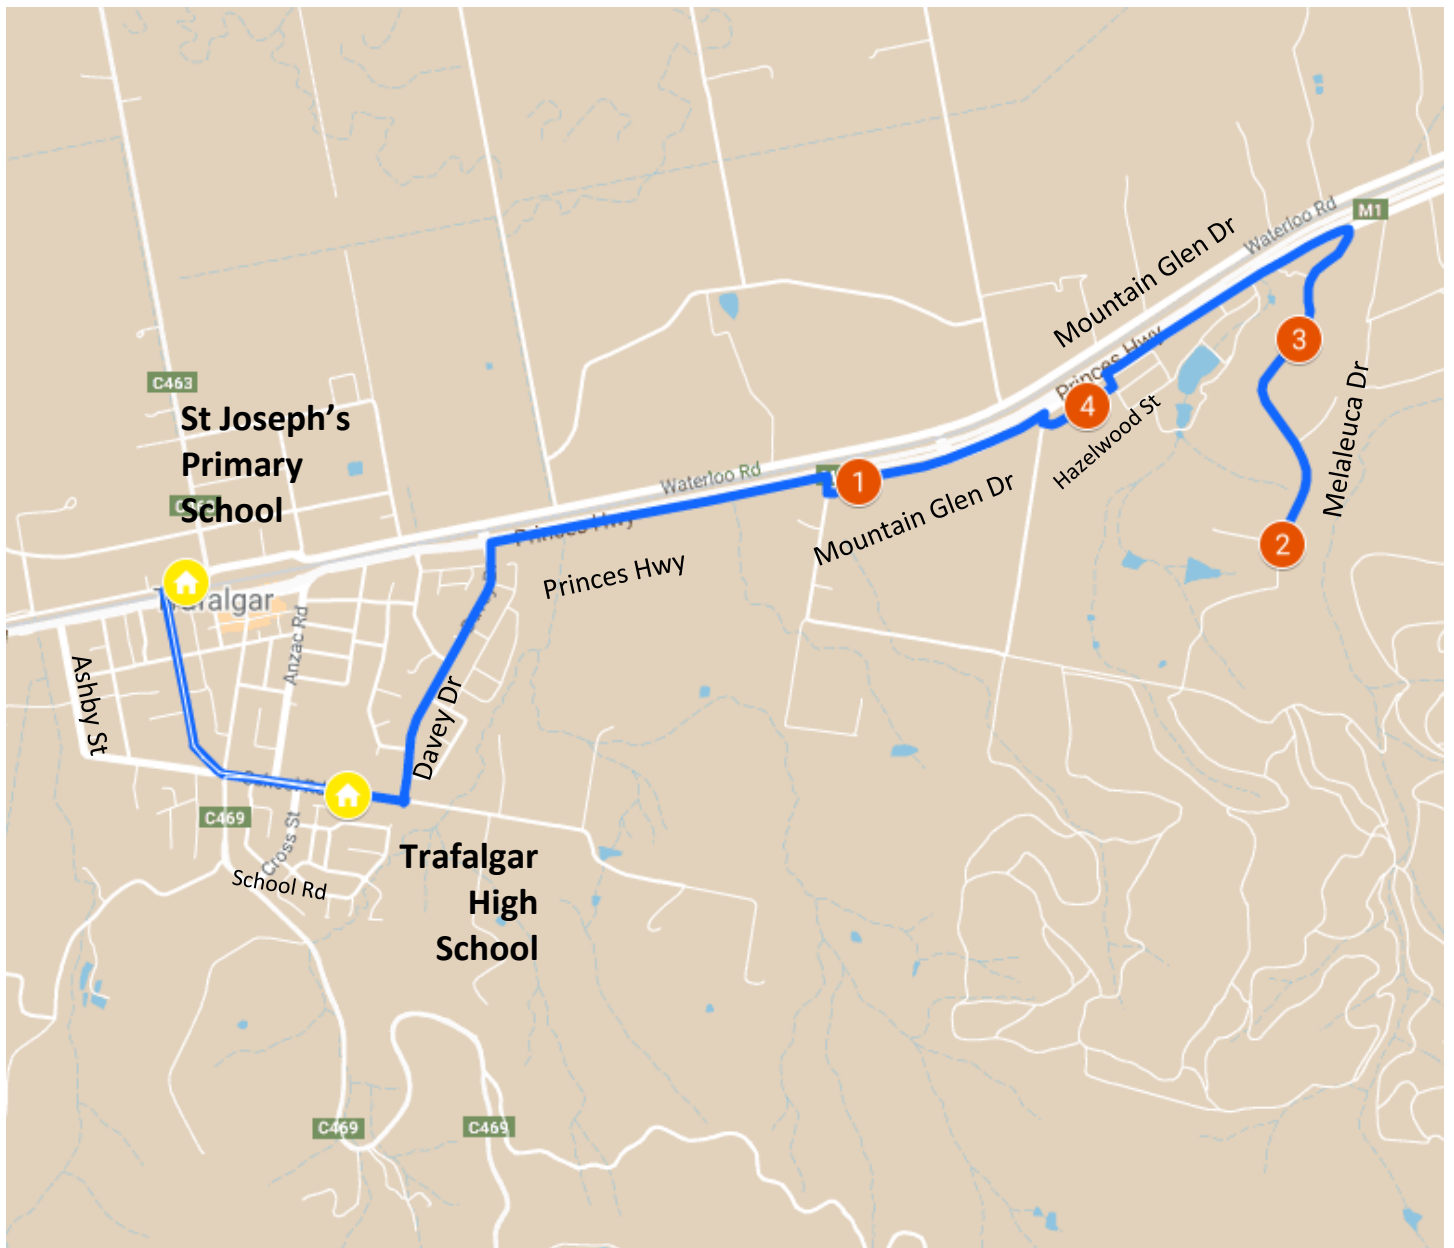 Waterloo Rd
M1
Mountain Glen Dr
Princes Hwy
3
C463
4
Melaleuca Dr
Hazelwood St
St Joseph’s
Primary
School
Waterloo Rd
1
Mountain Glen Dr
Princes Hwy
2
Princes Hwy
Trafalgar
Anzac Rd
Ashby St
Davey Dr
School Rd
C469
Cross St
School Rd
Trafalgar
High
School
C469
C469